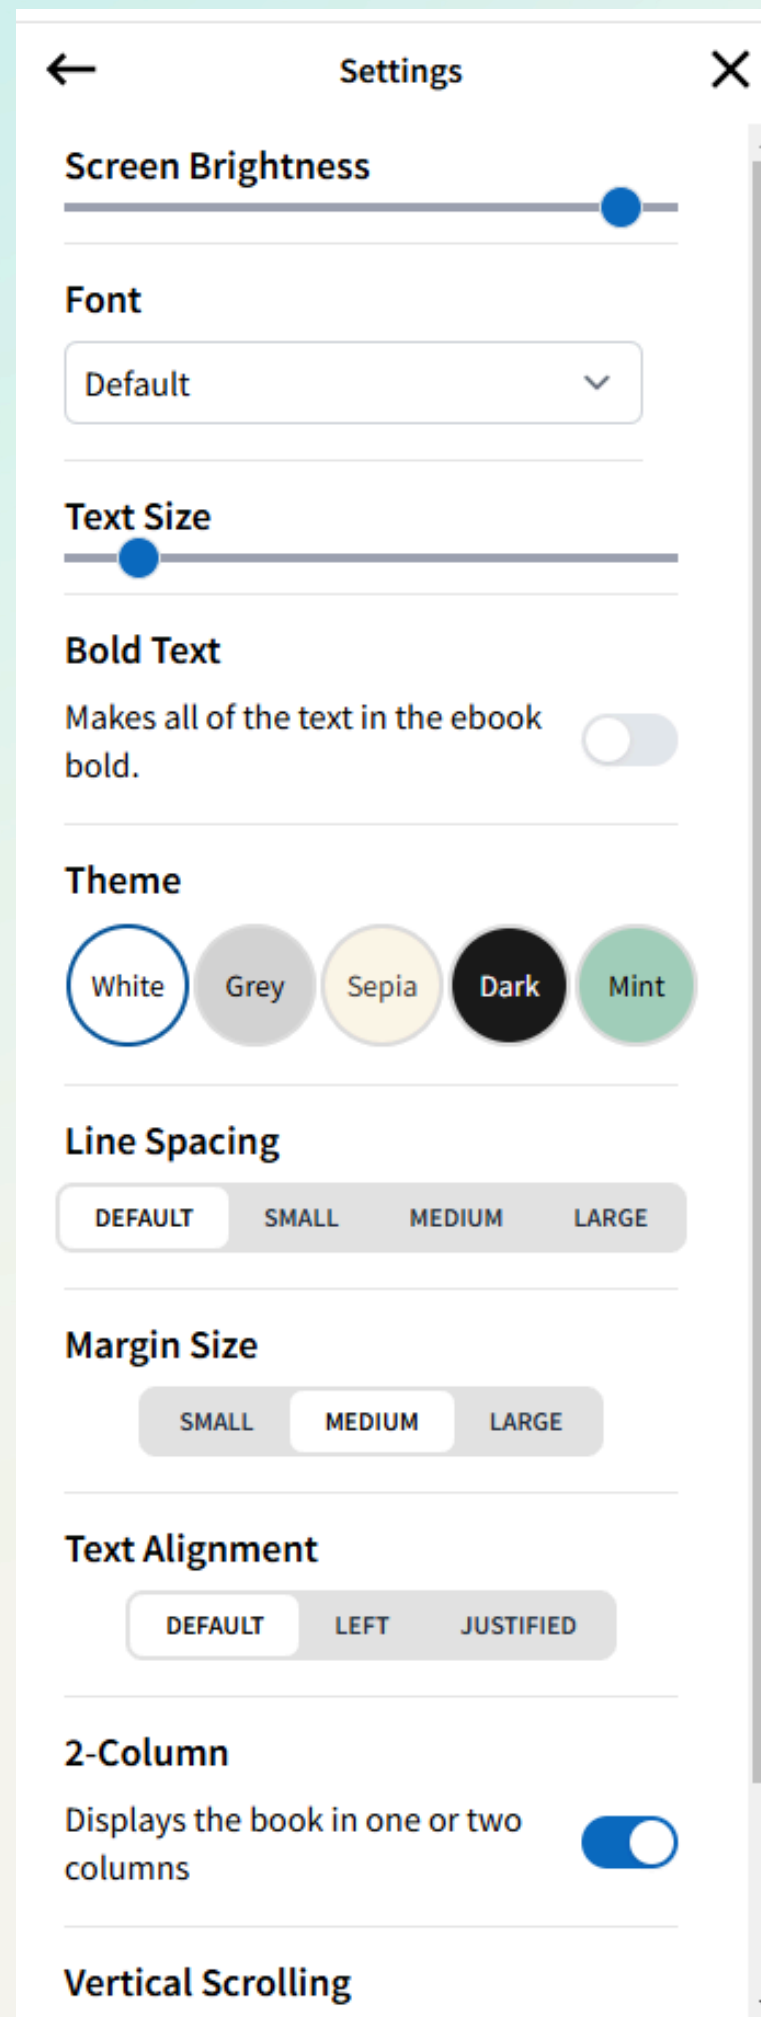 Settings
Screen Brightness
Font
Default
Text Size
Bold Text
Makes all of the text in the ebook
bold.
Theme
White Grey Sepia Dark Mint
Line Spacing
DEFAULT SMALL MEDIUM LARGE
Margin Size
SMALL MEDIUM LARGE
Text Alignment
DEFAULT LEFT JUSTIFIED
2-Column
Displays the book in one or two
columns
Vertical Scrolling